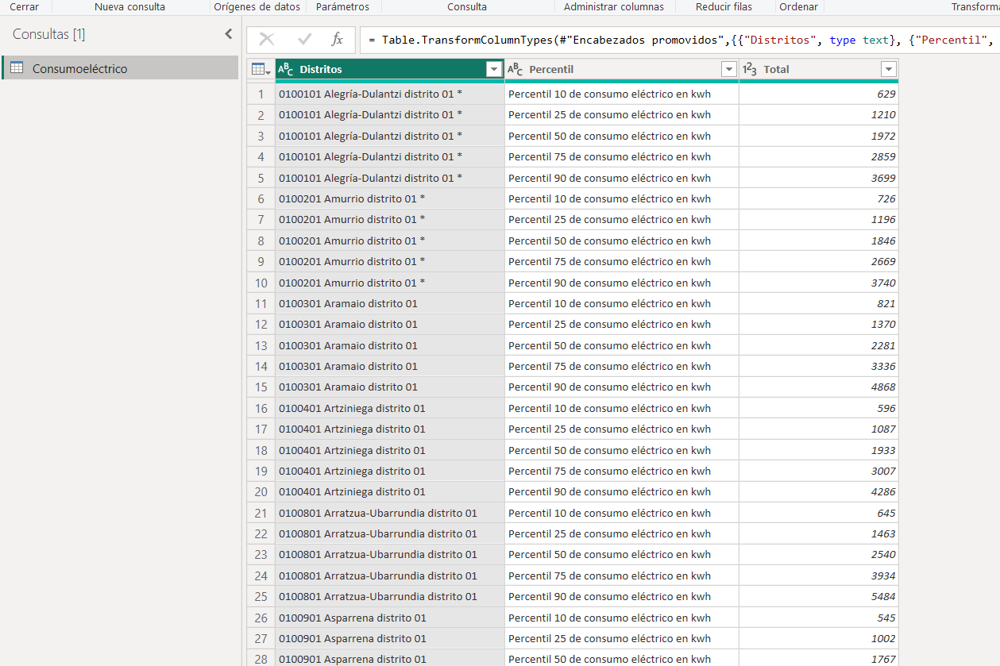 Cerrar Nueva consulta Orígenes de datos Parámetros Consulta Administrar columnas Reducir filas Ordenar Transforma
Consultas [1]
Consumoeléctrico
fx = Table.TransformColumnTypes(#"Encabezados promovidos",{{"Distritos", type text}, {"Percentil",
ABC Distritos ABC Percentil 123 Total
1 0100101 Alegría-Dulantzi distrito 01 * Percentil 10 de consumo eléctrico en kwh 629
2 0100101 Alegría-Dulantzi distrito 01 * Percentil 25 de consumo eléctrico en kwh 1210
3 0100101 Alegría-Dulantzi distrito 01 * Percentil 50 de consumo eléctrico en kwh 1972
4 0100101 Alegría-Dulantzi distrito 01 * Percentil 75 de consumo eléctrico en kwh 2859
5 0100101 Alegría-Dulantzi distrito 01 * Percentil 90 de consumo eléctrico en kwh 3699
6 0100201 Amurrio distrito 01 * Percentil 10 de consumo eléctrico en kwh 726
7 0100201 Amurrio distrito 01 * Percentil 25 de consumo eléctrico en kwh 1196
8 0100201 Amurrio distrito 01 * Percentil 50 de consumo eléctrico en kwh 1846
9 0100201 Amurrio distrito 01 * Percentil 75 de consumo eléctrico en kwh 2669
10 0100201 Amurrio distrito 01 * Percentil 90 de consumo eléctrico en kwh 3740
11 0100301 Aramaio distrito 01 Percentil 10 de consumo eléctrico en kwh 821
12 0100301 Aramaio distrito 01 Percentil 25 de consumo eléctrico en kwh 1370
13 0100301 Aramaio distrito 01 Percentil 50 de consumo eléctrico en kwh 2281
14 0100301 Aramaio distrito 01 Percentil 75 de consumo eléctrico en kwh 3336
15 0100301 Aramaio distrito 01 Percentil 90 de consumo eléctrico en kwh 4868
16 0100401 Artziniega distrito 01 Percentil 10 de consumo eléctrico en kwh 596
17 0100401 Artziniega distrito 01 Percentil 25 de consumo eléctrico en kwh 1087
18 0100401 Artziniega distrito 01 Percentil 50 de consumo eléctrico en kwh 1933
19 0100401 Artziniega distrito 01 Percentil 75 de consumo eléctrico en kwh 3007
20 0100401 Artziniega distrito 01 Percentil 90 de consumo eléctrico en kwh 4286
21 0100801 Arratzua-Ubarrundia distrito 01 Percentil 10 de consumo eléctrico en kwh 645
22 0100801 Arratzua-Ubarrundia distrito 01 Percentil 25 de consumo eléctrico en kwh 1463
23 0100801 Arratzua-Ubarrundia distrito 01 Percentil 50 de consumo eléctrico en kwh 2540
24 0100801 Arratzua-Ubarrundia distrito 01 Percentil 75 de consumo eléctrico en kwh 3934
25 0100801 Arratzua-Ubarrundia distrito 01 Percentil 90 de consumo eléctrico en kwh 5484
26 0100901 Asparrena distrito 01 Percentil 10 de consumo eléctrico en kwh 545
27 0100901 Asparrena distrito 01 Percentil 25 de consumo eléctrico en kwh 1002
28 0100901 Asparrena distrito 01 Percentil 50 de consumo eléctrico en kwh 1767